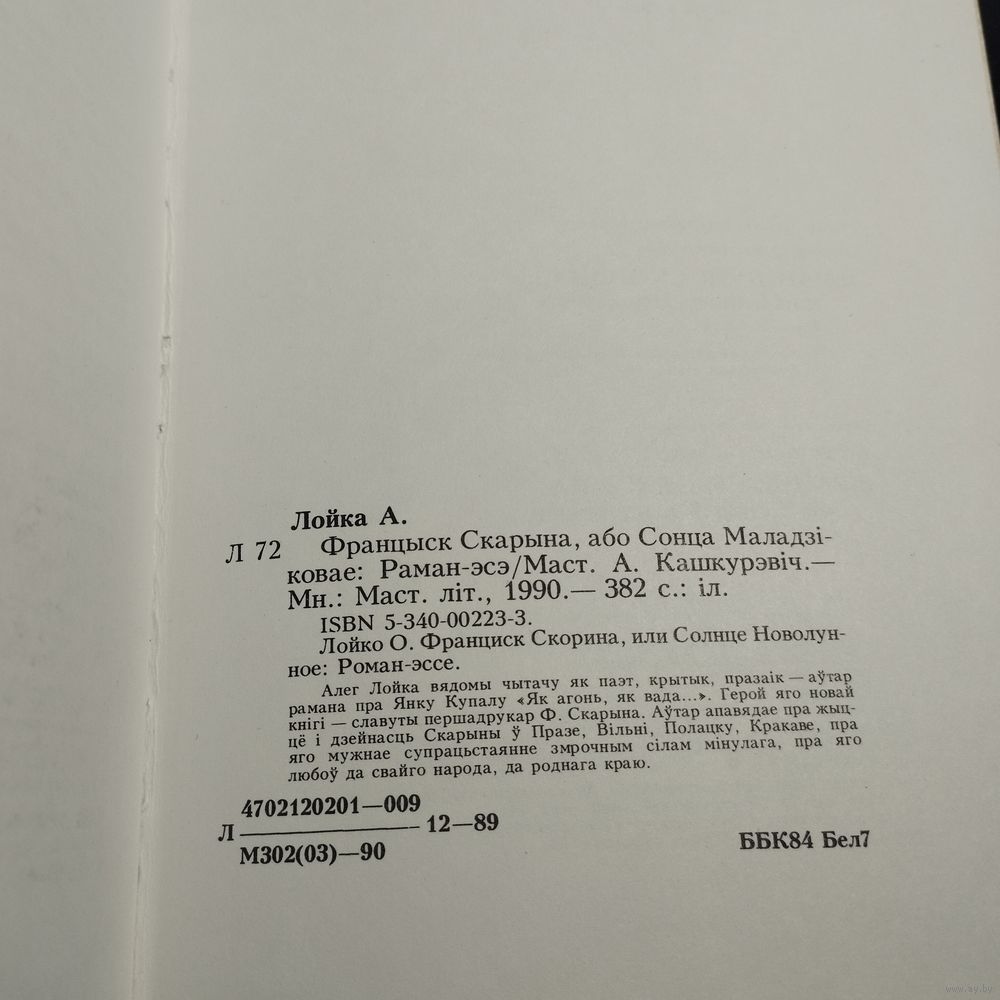 Лойка А.
Л 72 Францыск Скарына, або Сонца Маладзі-
ковае: Раман-эсэ/Маст. А. Кашкурэвіч.—
Мн.: Маст. літ., 1990.— 382 с.: іл.
ISBN 5-340-00223-3.
Лойко О. Франциск Скорина, или Солнце Новолун-
ное: Роман-эссе.
Алег Лойка вядомы чытачу як паэт, крытык, празаік — аўтар
рамана пра Янку Купалу «Як агонь, як вада...». Герой яго новай
кнігі — славуты першадрукар Ф. Скарына. Аўтар апавядае пра жыц-
цё і дзейнасць Скарыны ў Празе, Вільні, Полацку, Кракаве, пра
яго мужнае супрацьстаянне змрочным сілам мінулага, пра яго
любоў да свайго народа, да роднага краю.
4702120201—009
Л ———— 12—89
М302(03)—90
ББК84 Бел7
www.ay.by